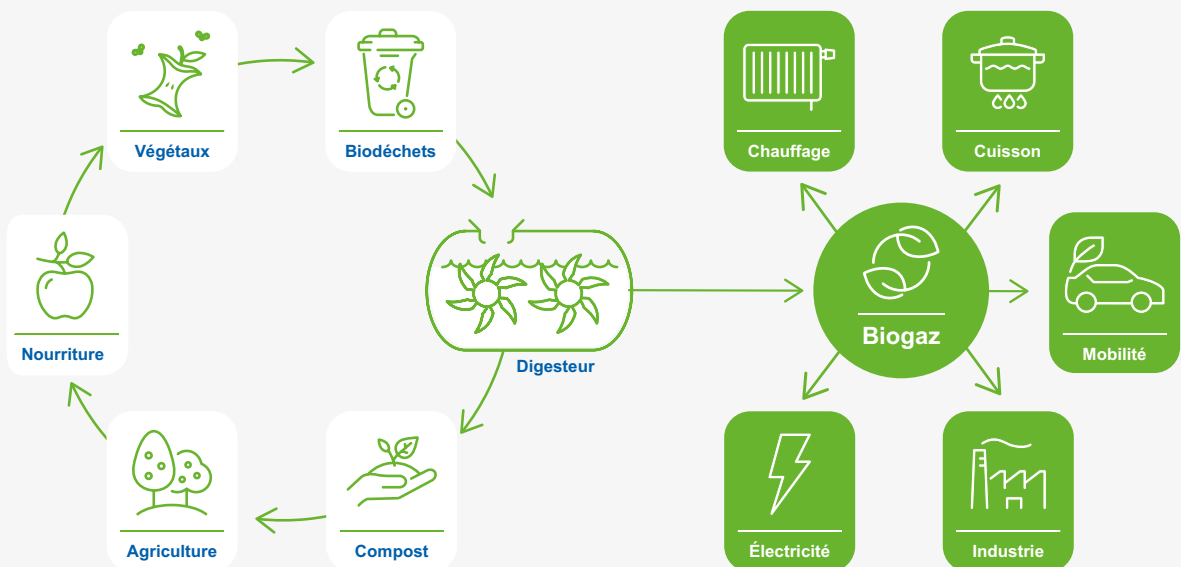 Végétaux
Biodéchets
Chauffage
Cuisson
Nourriture
Digesteur
Biogaz
Mobilité
Agriculture
Compost
Électricité
Industrie